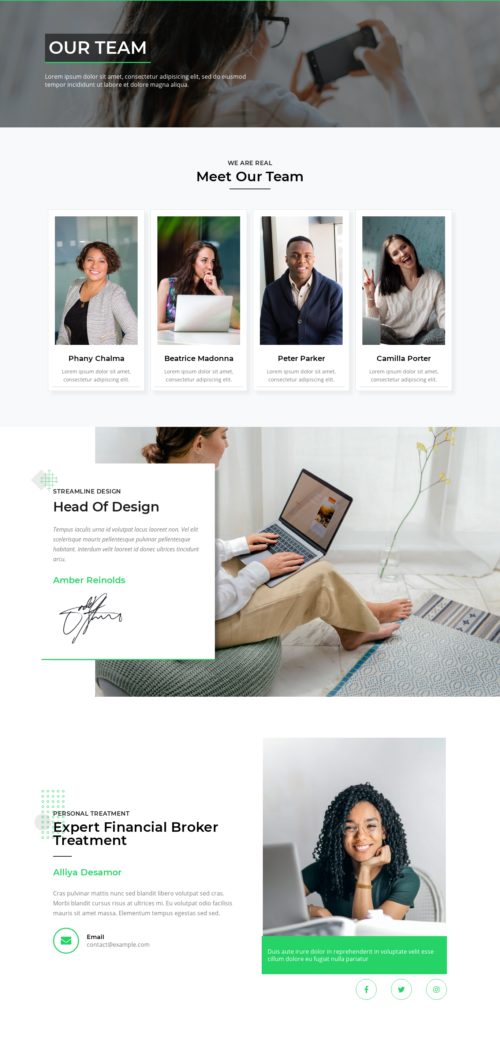 OUR TEAM
Lorem ipsum dolor sit amet, consectetur adipisicing elit, sed do eiusmod
tempor incididunt ut labore et dolore magna aliqua.
WE ARE REAL
Meet Our Team
Phany Chalma
Lorem ipsum dolor sit amet,
consectetur adipiscing elit.
Beatrice Madonna
Lorem ipsum dolor sit amet,
consectetur adipiscing elit.
Peter Parker
Lorem ipsum dolor sit amet,
consectetur adipiscing elit.
Camilla Porter
Lorem ipsum dolor sit amet,
consectetur adipiscing elit.
STREAMLINE DESIGN
Head Of Design
Tempus iaculis urna id volutpat lacus laoreet non. Vel elit
scelerisque mauris pellentesque pulvinar pellentesque
habitant. Interdum velit laoreet id donec ultrices tincidunt
arcu.
Amber Reinolds
PERSONAL TREATMENT
Expert Financial Broker
Treatment
Alliya Desamor
Cras pulvinar mattis nunc sed blandit libero volutpat sed cras.
Morbi blandit cursus risus at ultrices mi. Eu volutpat odio facilisis
mauris sit amet massa. Elementum tempus egestas sed sed.
Email
contact@example.com
Duis aute irure dolor in reprehenderit in voluptate velit esse
cillum dolore eu fugiat nulla pariatur